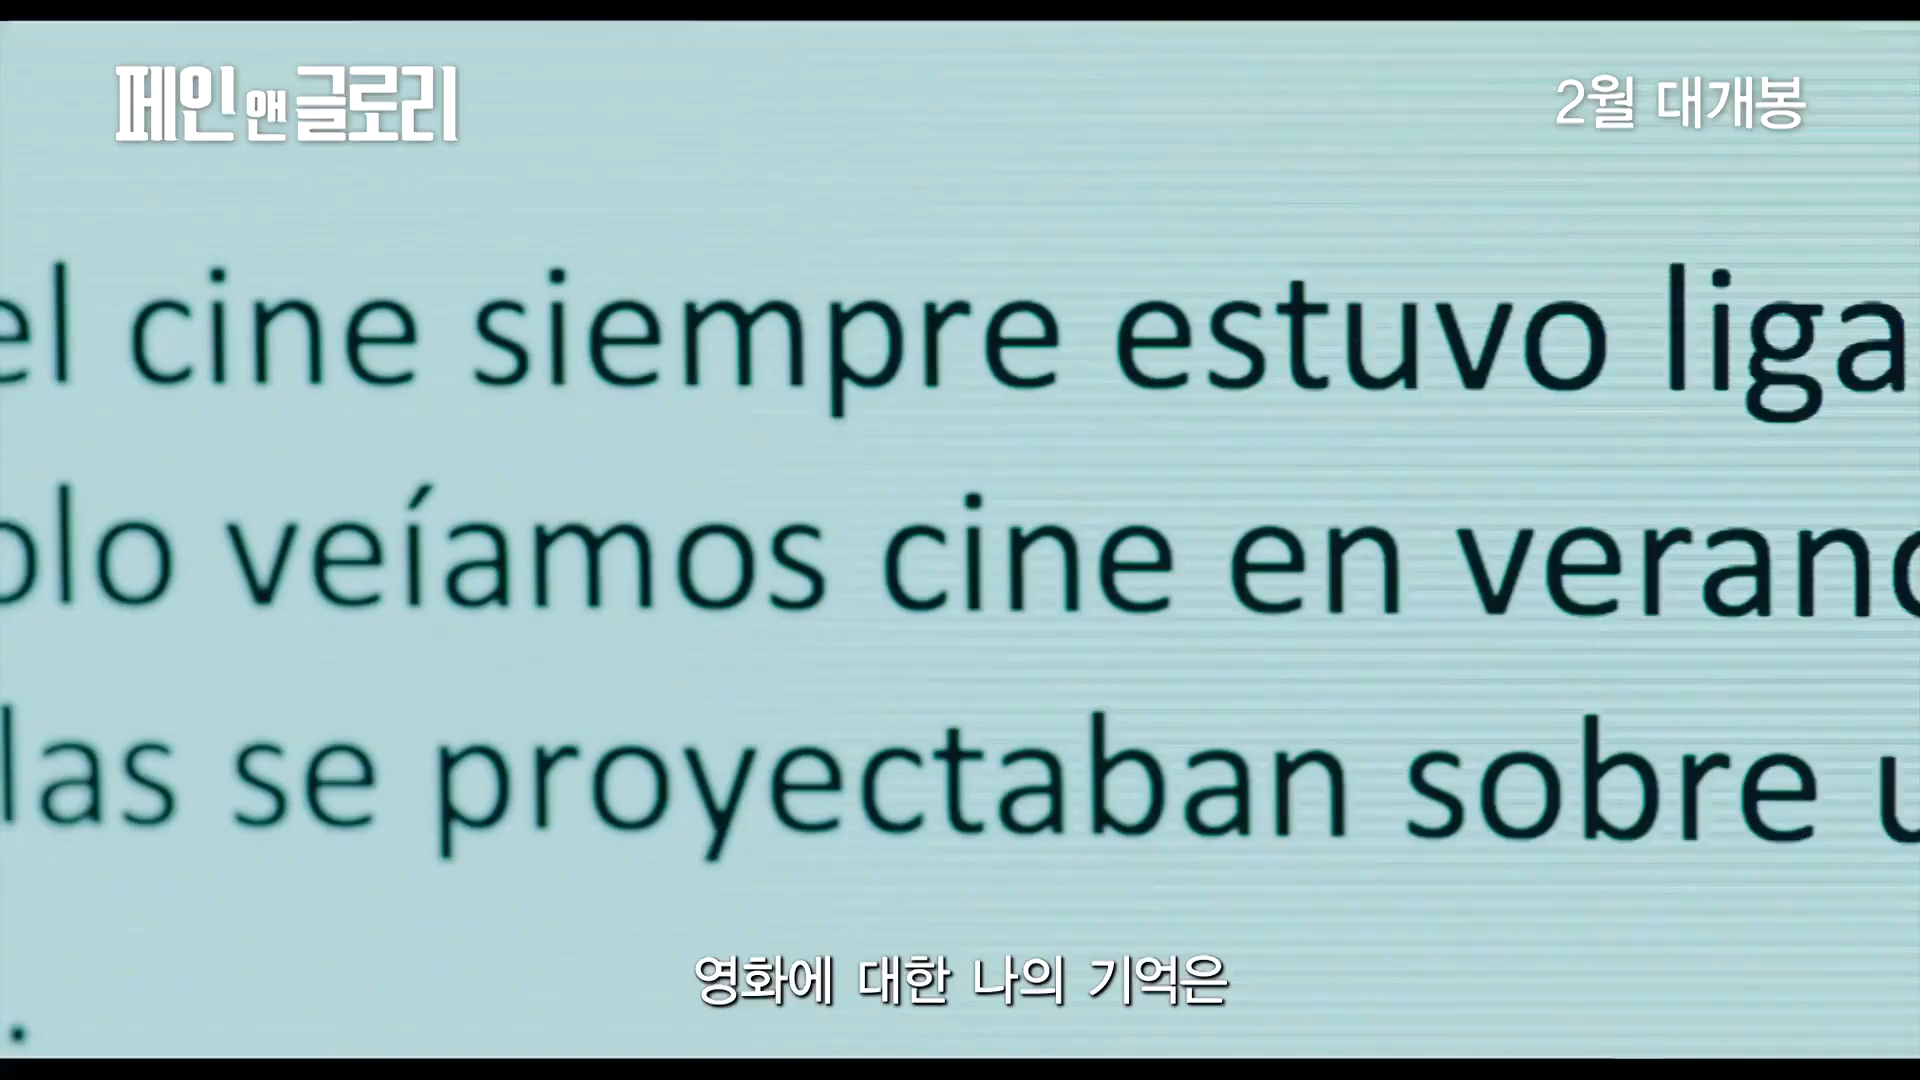 페인 앤 글로리
2월 대개봉
el cine siempre estuvo liga
olo veíamos cine en verano
las se proyectaban sobre u
.
영화에 대한 나의 기억은